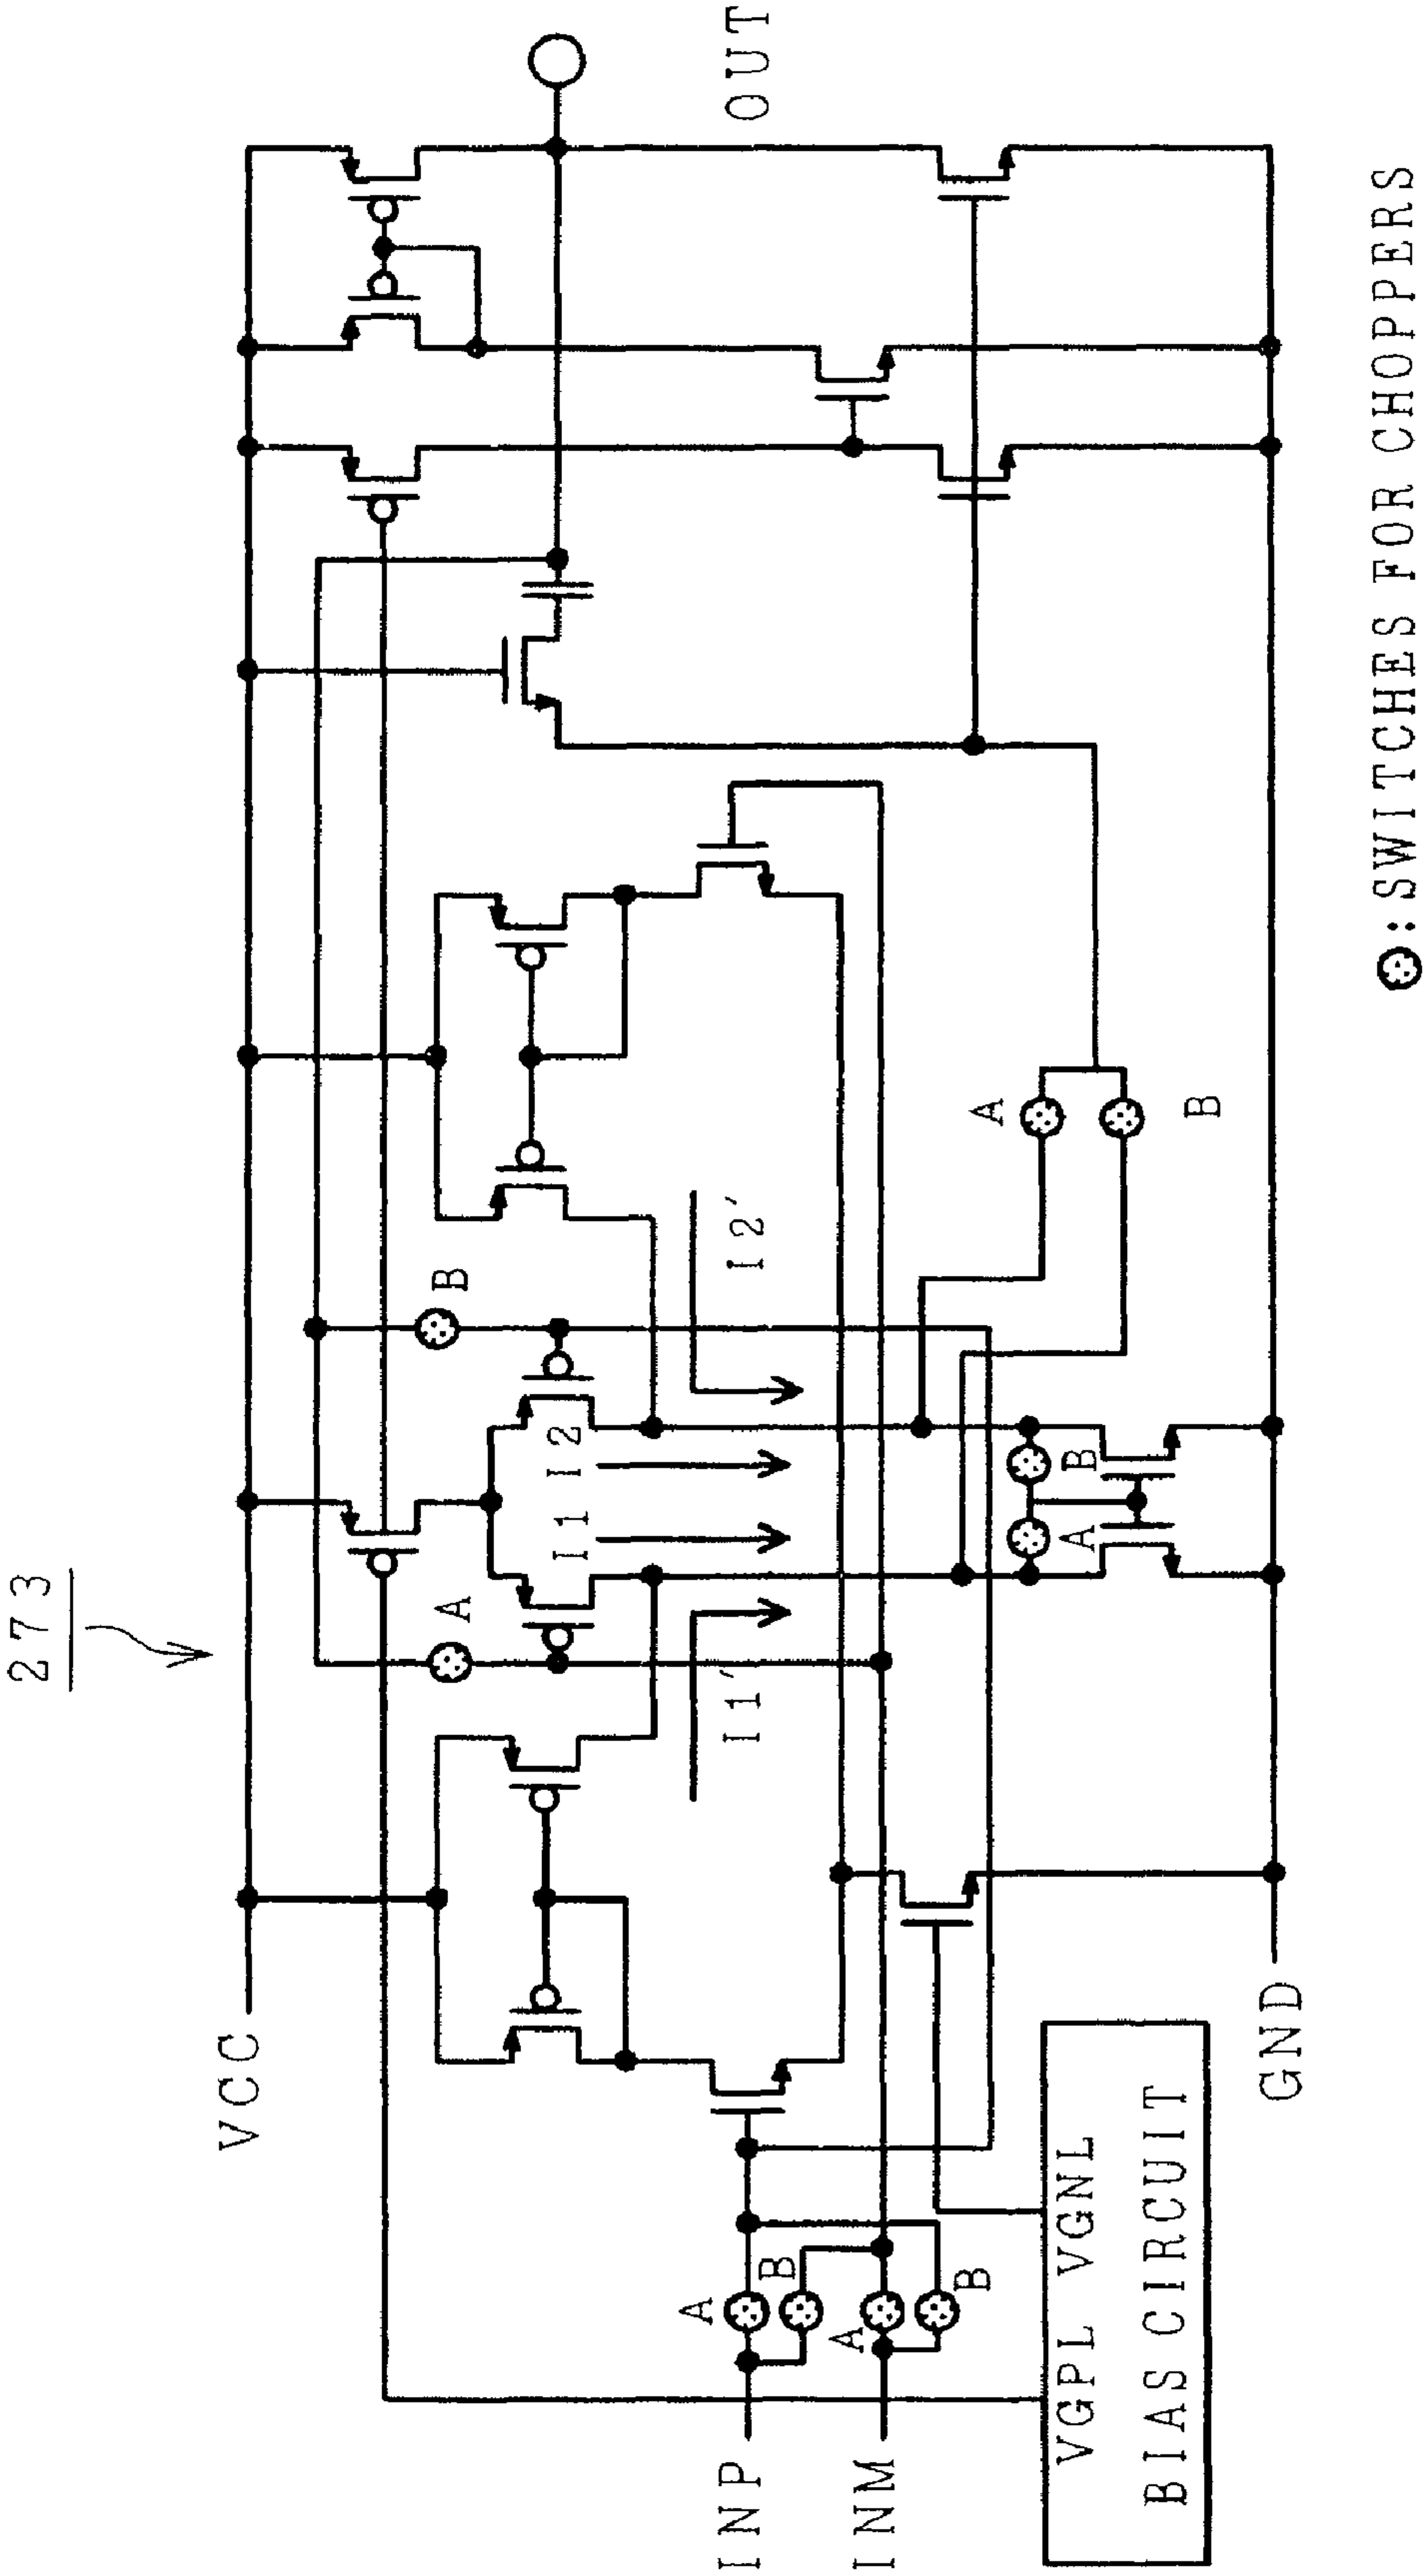 273
VCC
OUT
A
B
I1
I2
I1'
I2'
INP
INM
A
B
A
B
A
B
A
B
VGPL VGNL
BIAS CIRCUIT
GND
:SWITCHES FOR CHOPPERS